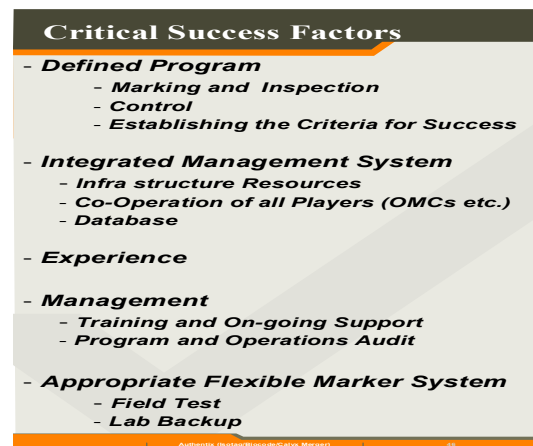 Critical Success Factors
- Defined Program
- Marking and Inspection
- Control
- Establishing the Criteria for Success
- Integrated Management System
- Infra structure Resources
- Co-Operation of all Players (OMCs etc.)
- Database
- Experience
- Management
- Training and On-going Support
- Program and Operations Audit
- Appropriate Flexible Marker System
- Field Test
- Lab Backup